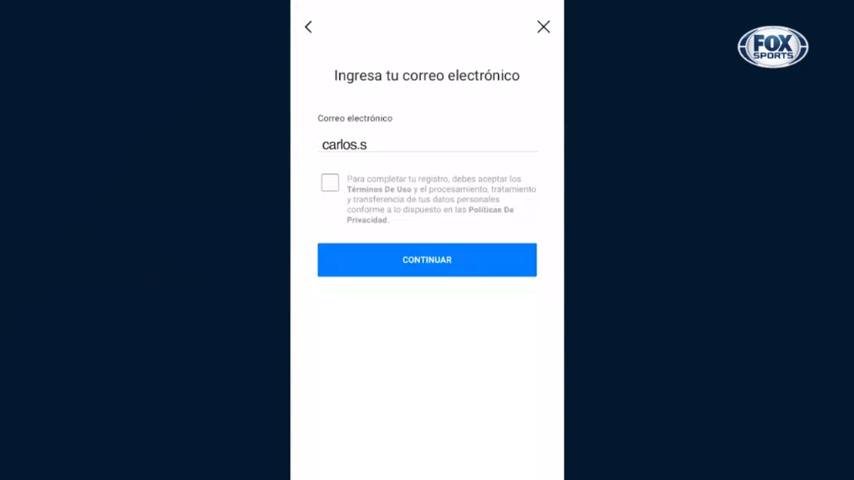 FOX
SPORTS
Ingresa tu correo electrónico
Correo electrónico
carlos.s
Para completar tu registro, debes aceptar los
Términos De Uso y el procesamiento, tratamiento
y transferencia de tus datos personales
conforme a lo dispuesto en las Políticas De
Privacidad.
CONTINUAR